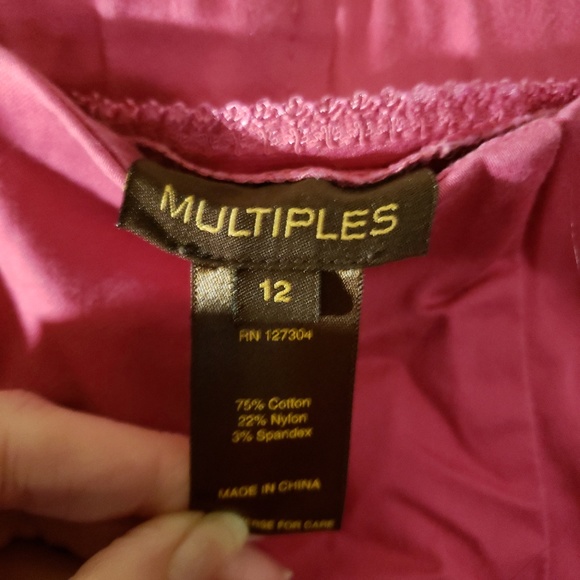 MULTIPLES
12
RN 127304
75% Cotton
22% Nylon
3% Spandex
MADE IN CHINA
FOR CARE